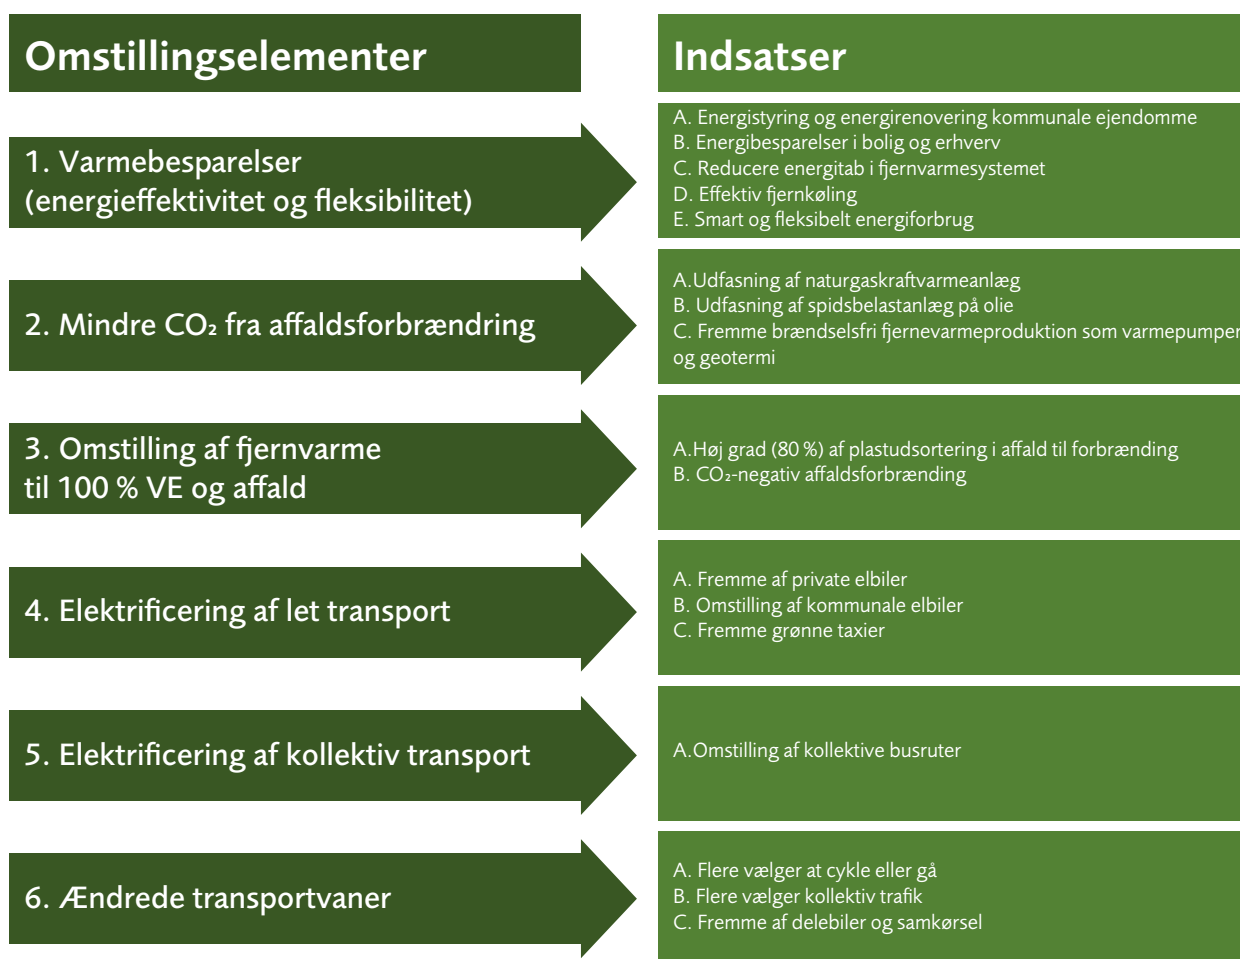 Omstillingselementer
Indsatser
1. Varmebesparelser
(energieffektivitet og fleksibilitet)
A. Energistyring og energirenovering kommunale ejendomme
B. Energibesparelser i bolig og erhverv
C. Reducere energitab i fjernvarmesystemet
D. Effektiv fjernkøling
E. Smart og fleksibelt energiforbrug
2. Mindre CO₂ fra affaldsforbrændring
A.Udfasning af naturgaskraftvarmeanlæg
B. Udfasning af spidsbelastanlæg på olie
C. Fremme brændselsfri fjernevarmeproduktion som varmepumper
og geotermi
3. Omstilling af fjernvarme
til 100 % VE og affald
A.Høj grad (80 %) af plastudsortering i affald til forbrænding
B. CO₂-negativ affaldsforbrænding
4. Elektrificering af let transport
A. Fremme af private elbiler
B. Omstilling af kommunale elbiler
C. Fremme grønne taxier
5. Elektrificering af kollektiv transport
A.Omstilling af kollektive busruter
6. Ændrede transportvaner
A. Flere vælger at cykle eller gå
B. Flere vælger kollektiv trafik
C. Fremme af delebiler og samkørsel